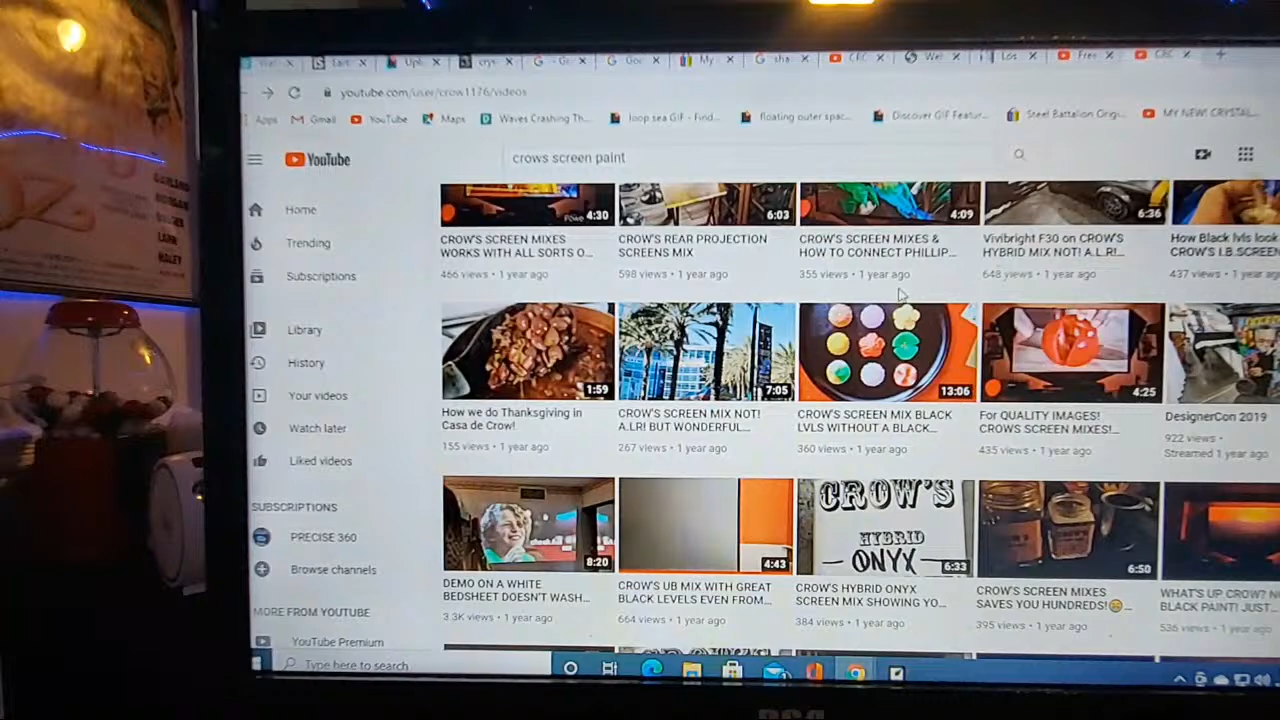 youtube.com/user/crow1176/videos
Apps Gmail YouTube Maps Waves Crashing Th... loop sea GIF - Find... floating outer spac... Discover GIF Featur... Steel Battalion Origi... MY NEW! CRYSTAL...
YouTube
crows screen paint
Home
Trending
Subscriptions
Library
History
Your videos
Watch later
Liked videos
SUBSCRIPTIONS
PRECISE 360
Browse channels
MORE FROM YOUTUBE
YouTube Premium
4:30
6:03
4:09
6:36
CROW'S SCREEN MIXES
WORKS WITH ALL SORTS O...
466 views • 1 year ago
CROW'S REAR PROJECTION
SCREENS MIX
598 views • 1 year ago
CROW'S SCREEN MIXES &
HOW TO CONNECT PHILLIP...
355 views • 1 year ago
Vivibright F30 on CROW'S
HYBRID MIX NOT! A.L.R!...
648 views • 1 year ago
How Black lvls look
CROW'S I.B.SCREEN
437 views • 1 year ag
1:59
How we do Thanksgiving in
Casa de Crow!
155 views • 1 year ago
7:05
CROW'S SCREEN MIX NOT!
A.LR! BUT WONDERFUL...
267 views • 1 year ago
13:06
CROW'S SCREEN MIX BLACK
LVLS WITHOUT A BLACK...
360 views • 1 year ago
4:25
For QUALITY IMAGES!
CROWS SCREEN MIXES!...
435 views • 1 year ago
DesignerCon 2019
922 views •
Streamed 1 year ago
8:20
DEMO ON A WHITE
BEDSHEET DOESN'T WASH...
3.3K views • 1 year ago
4:43
CROW'S UB MIX WITH GREAT
BLACK LEVELS EVEN FROM...
664 views • 1 year ago
CROW'S
HYBRID
ONYX
6:33
CROW'S HYBRID ONYX
SCREEN MIX SHOWING YO...
384 views • 1 year ago
6:50
CROW'S SCREEN MIXES
SAVES YOU HUNDREDS!😁...
395 views • 1 year ago
WHAT'S UP CROW? N
BLACK PAINT! JUST
536 views • 1 year ag
Type here to search